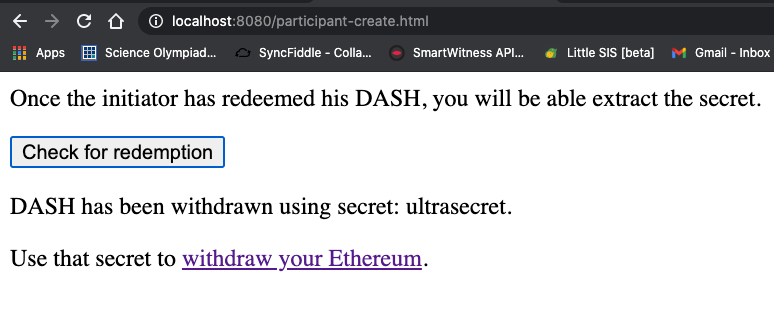 localhost:8080/participant-create.html
Apps Science Olympiad... SyncFiddle - Colla... SmartWitness API... Little SIS [beta] Gmail - Inbox
Once the initiator has redeemed his DASH, you will be able extract the secret.
Check for redemption
DASH has been withdrawn using secret: ultrasecret.
Use that secret to withdraw your Ethereum.